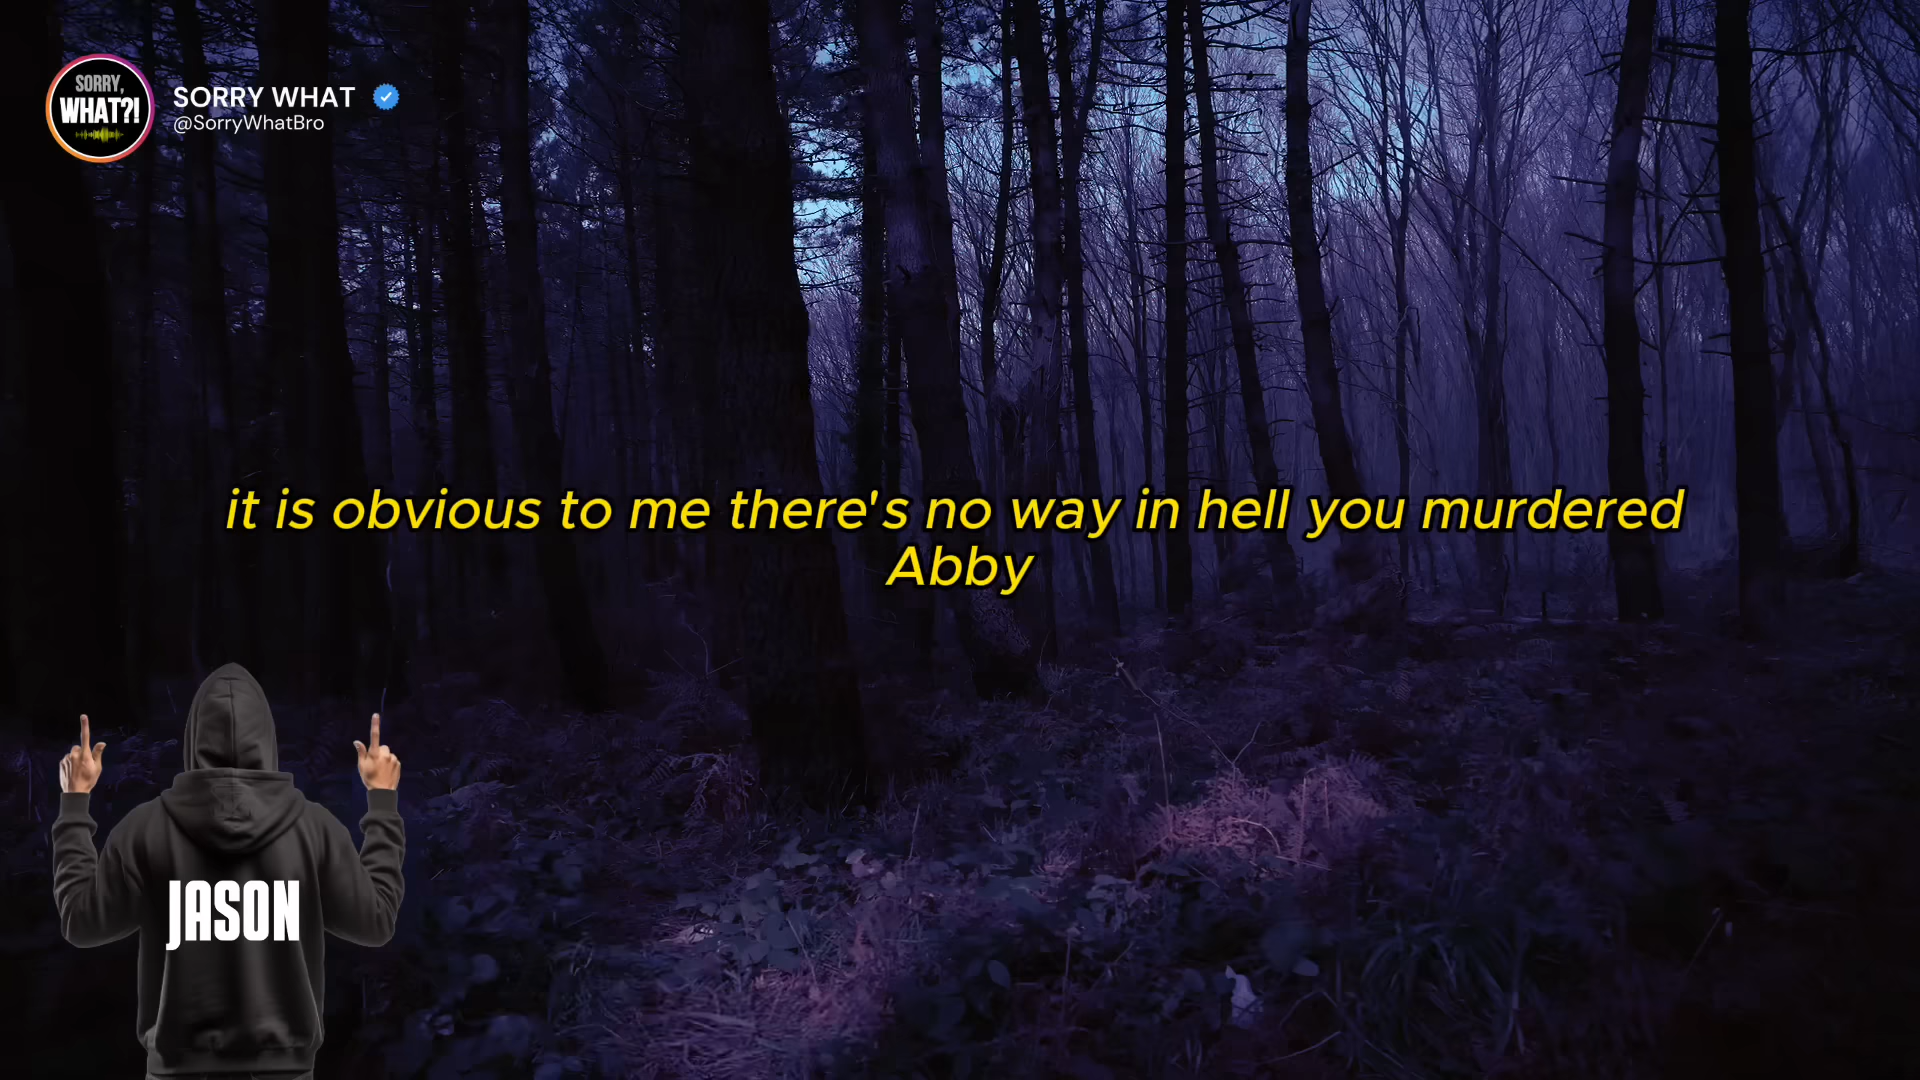 SORRY,
WHAT?!
SORRY WHAT
@SorryWhatBro
it is obvious to me there's no way in hell you murdered
Abby
JASON